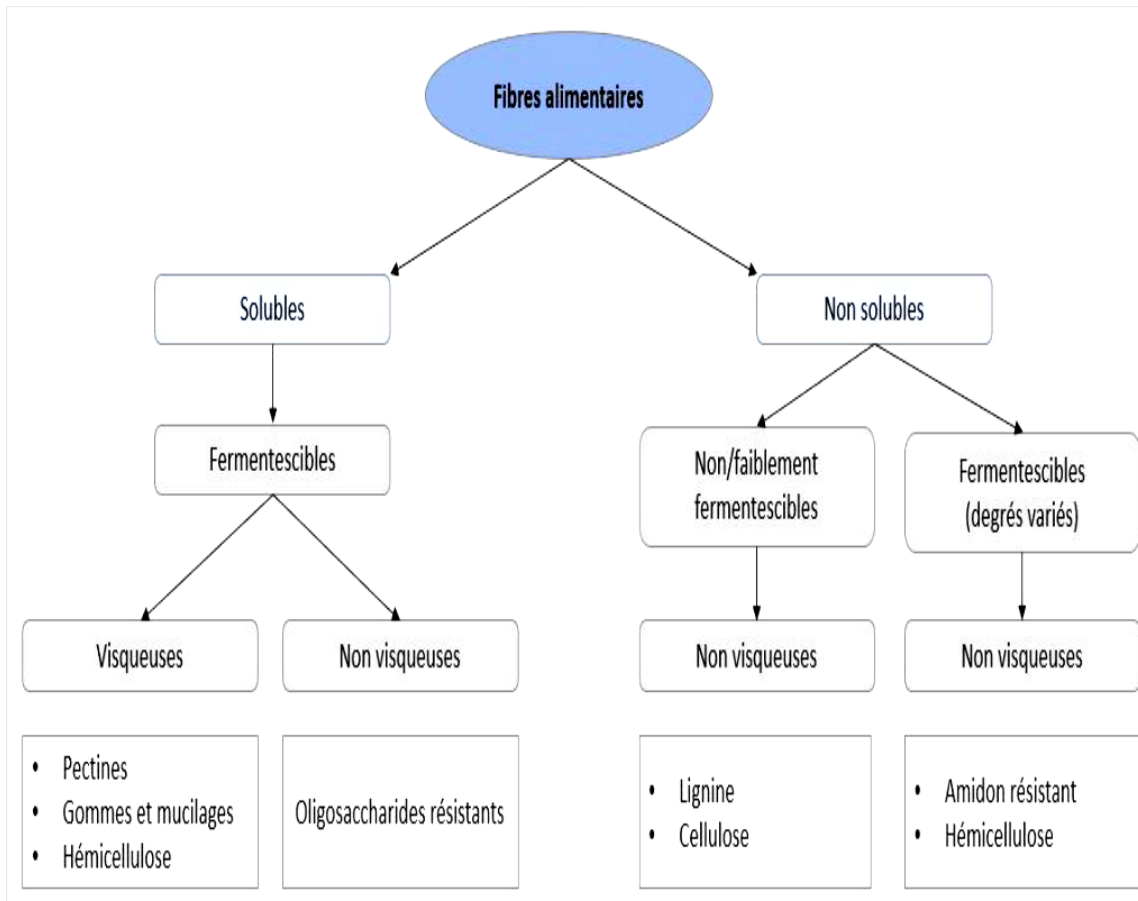 Fibres alimentaires
Solubles
Non solubles
Fermentescibles
Non/faiblement
fermentescibles
Fermentescibles
(degrés variés)
Visqueuses
Non visqueuses
Non visqueuses
Non visqueuses
• Pectines
• Gommes et mucilages
• Hémicellulose
Oligosaccharides résistants
• Lignine
• Cellulose
• Amidon résistant
• Hémicellulose